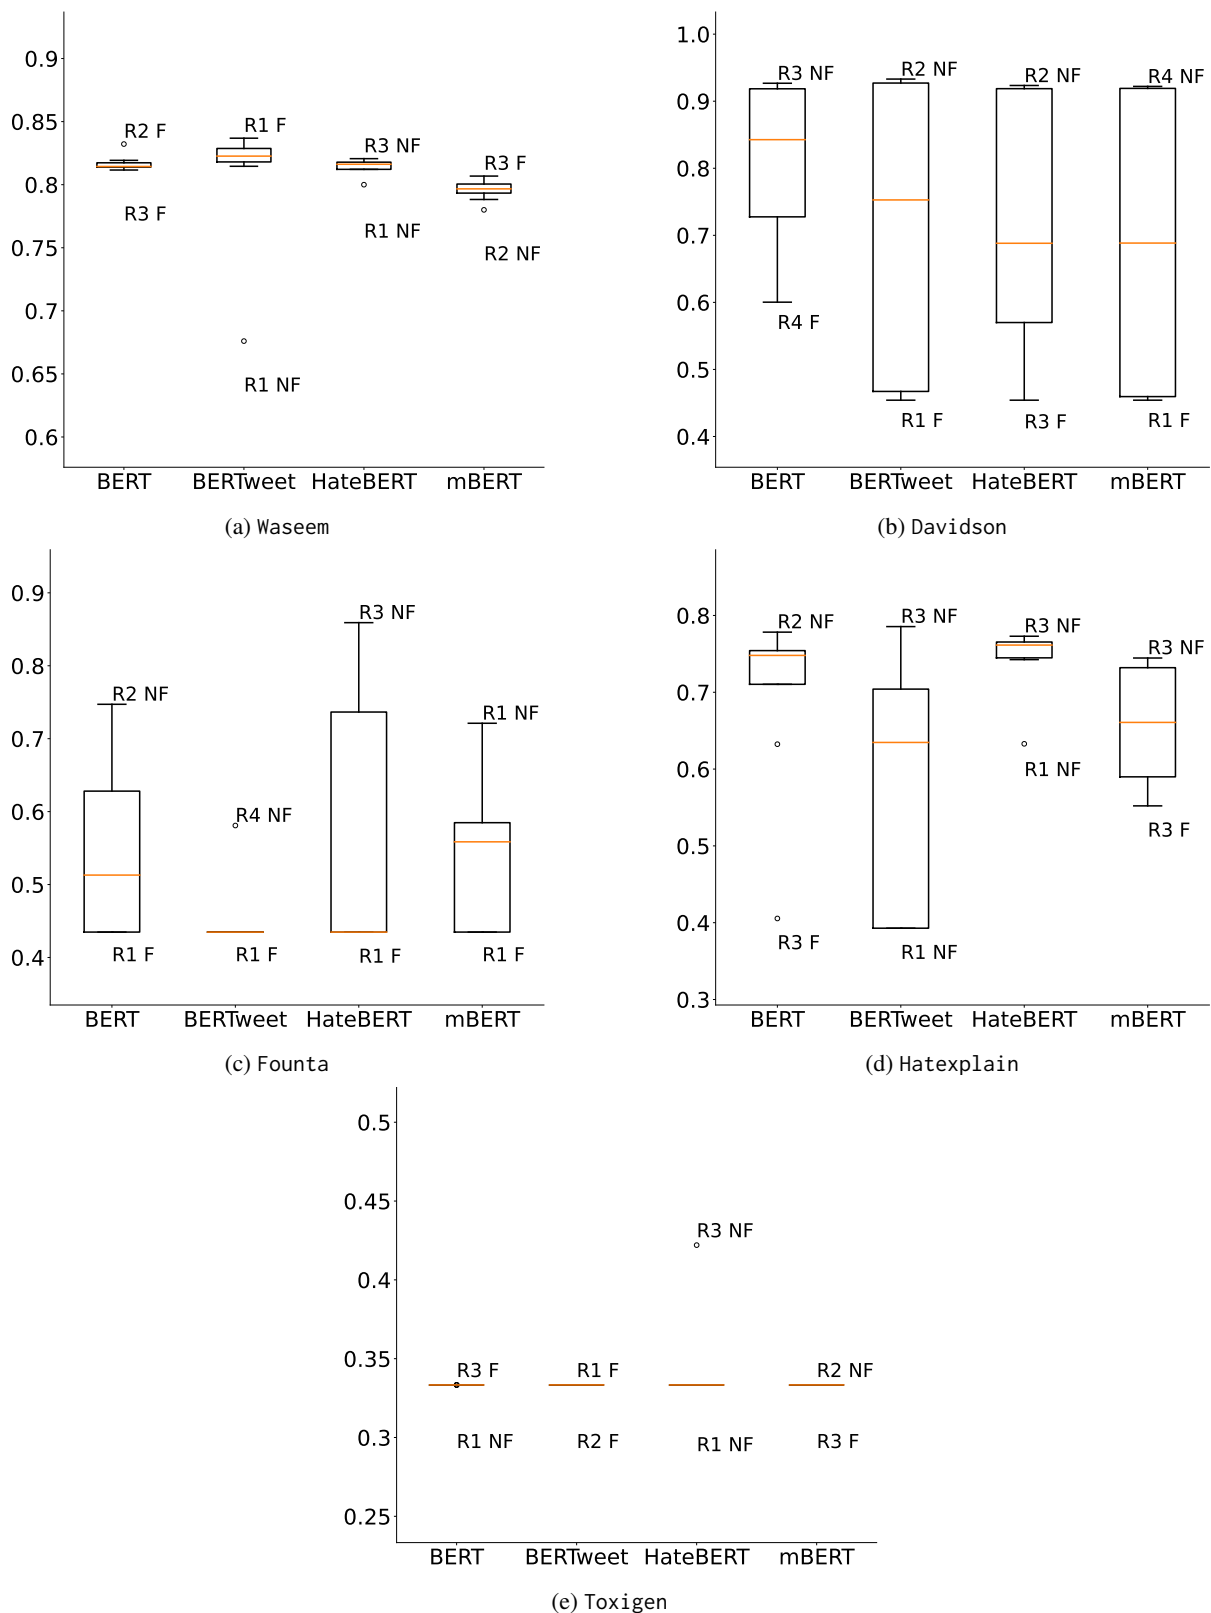 0.9
0.85
0.8
0.75
0.7
0.65
0.6
R2 F
R3 F
R1 F
R1 NF
R3 NF
R1 NF
R3 F
R2 NF
BERT BERTweet HateBERT mBERT
(a) Waseem
1.0
0.9
0.8
0.7
0.6
0.5
0.4
R3 NF
R4 F
R2 NF
R1 F
R2 NF
R3 F
R4 NF
R1 F
BERT BERTweet HateBERT mBERT
(b) Davidson
0.9
0.8
0.7
0.6
0.5
0.4
R2 NF
R1 F
R4 NF
R1 F
R3 NF
R1 F
R1 NF
R1 F
BERT BERTweet HateBERT mBERT
(c) Founta
0.8
0.7
0.6
0.5
0.4
0.3
R2 NF
R3 F
R3 NF
R1 NF
R3 NF
R1 NF
R3 NF
R3 F
BERT BERTweet HateBERT mBERT
(d) Hatexplain
0.5
0.45
0.4
0.35
0.3
0.25
R3 F
R1 NF
R1 F
R2 F
R3 NF
R1 NF
R2 NF
R3 F
BERT BERTweet HateBERT mBERT
(e) Toxigen